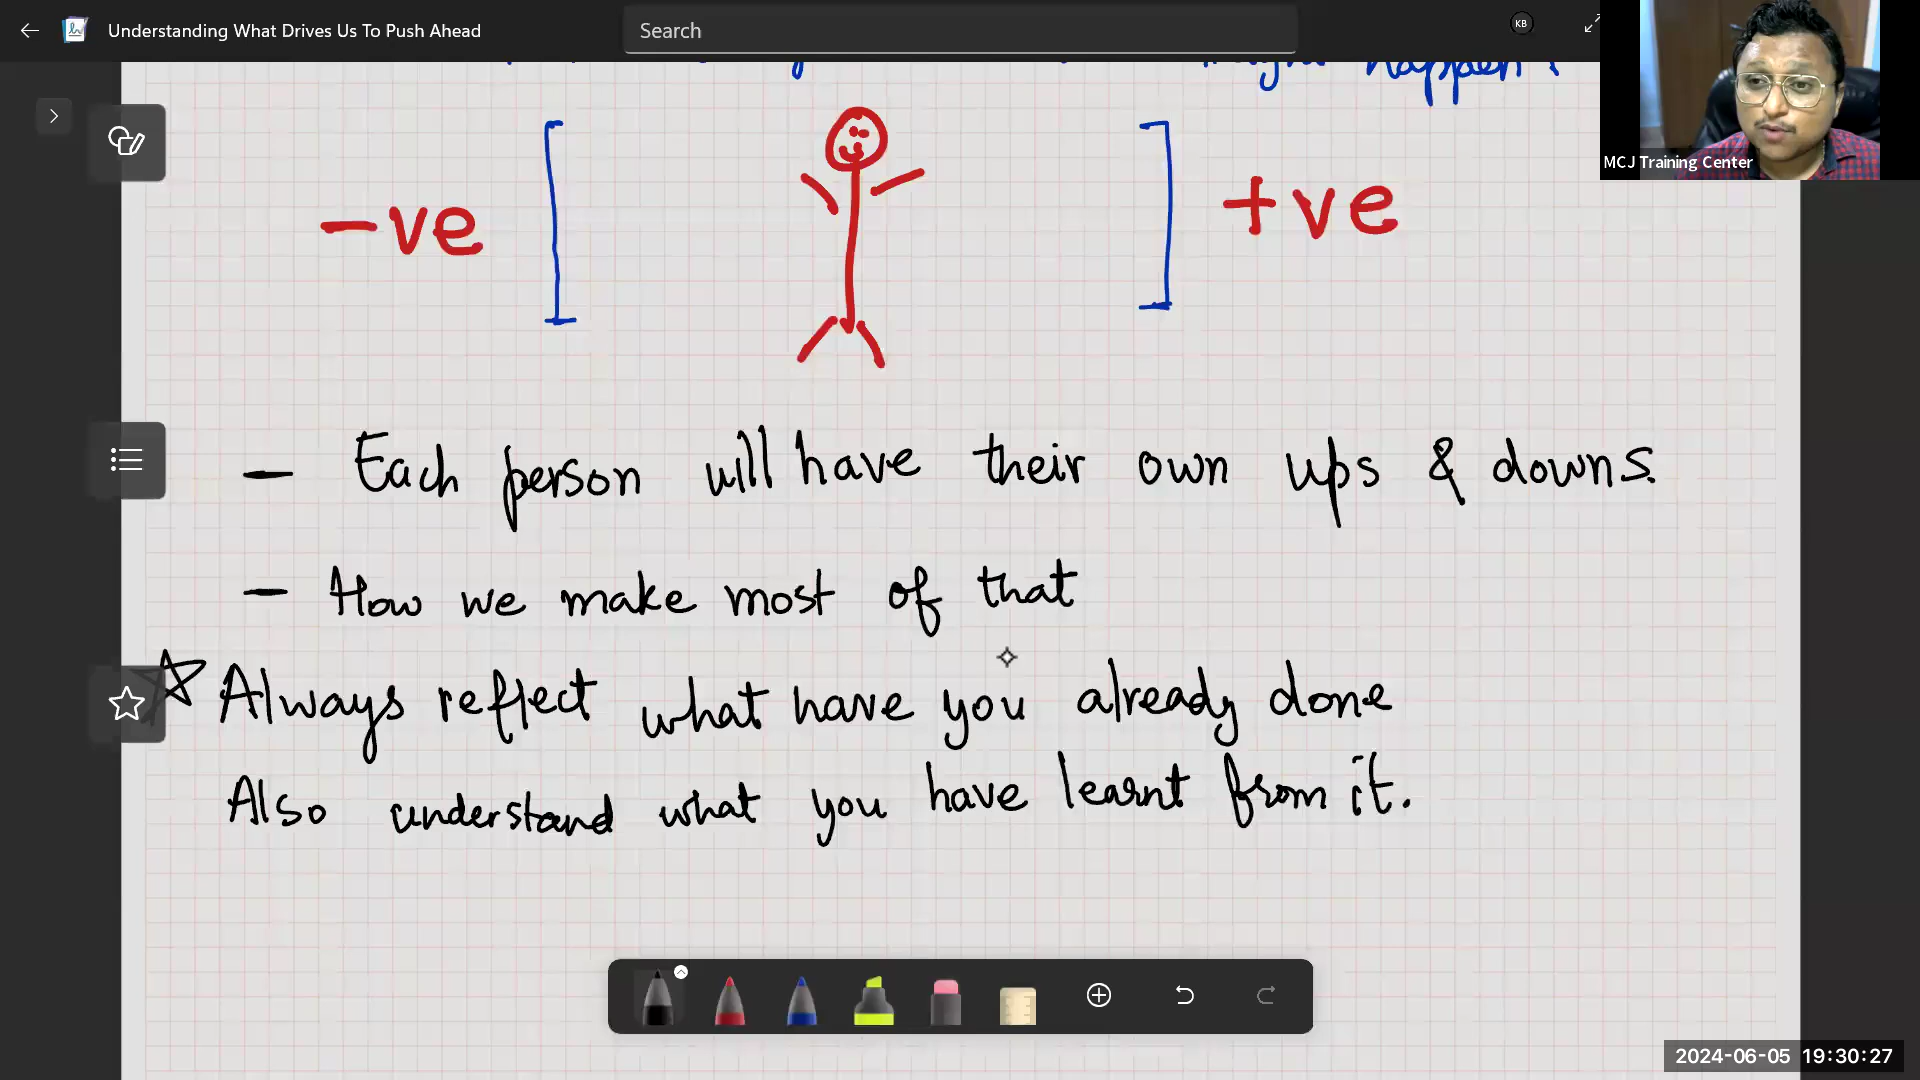 Understanding What Drives Us To Push Ahead
Search
KB
happen?
MCJ Training Center
-ve
+ve
- Each person will have their own ups & downs.
- How we make most of that
☆ Always reflect what have you already done
Also understand what you have learnt from it.
2024-06-05 19:30:27